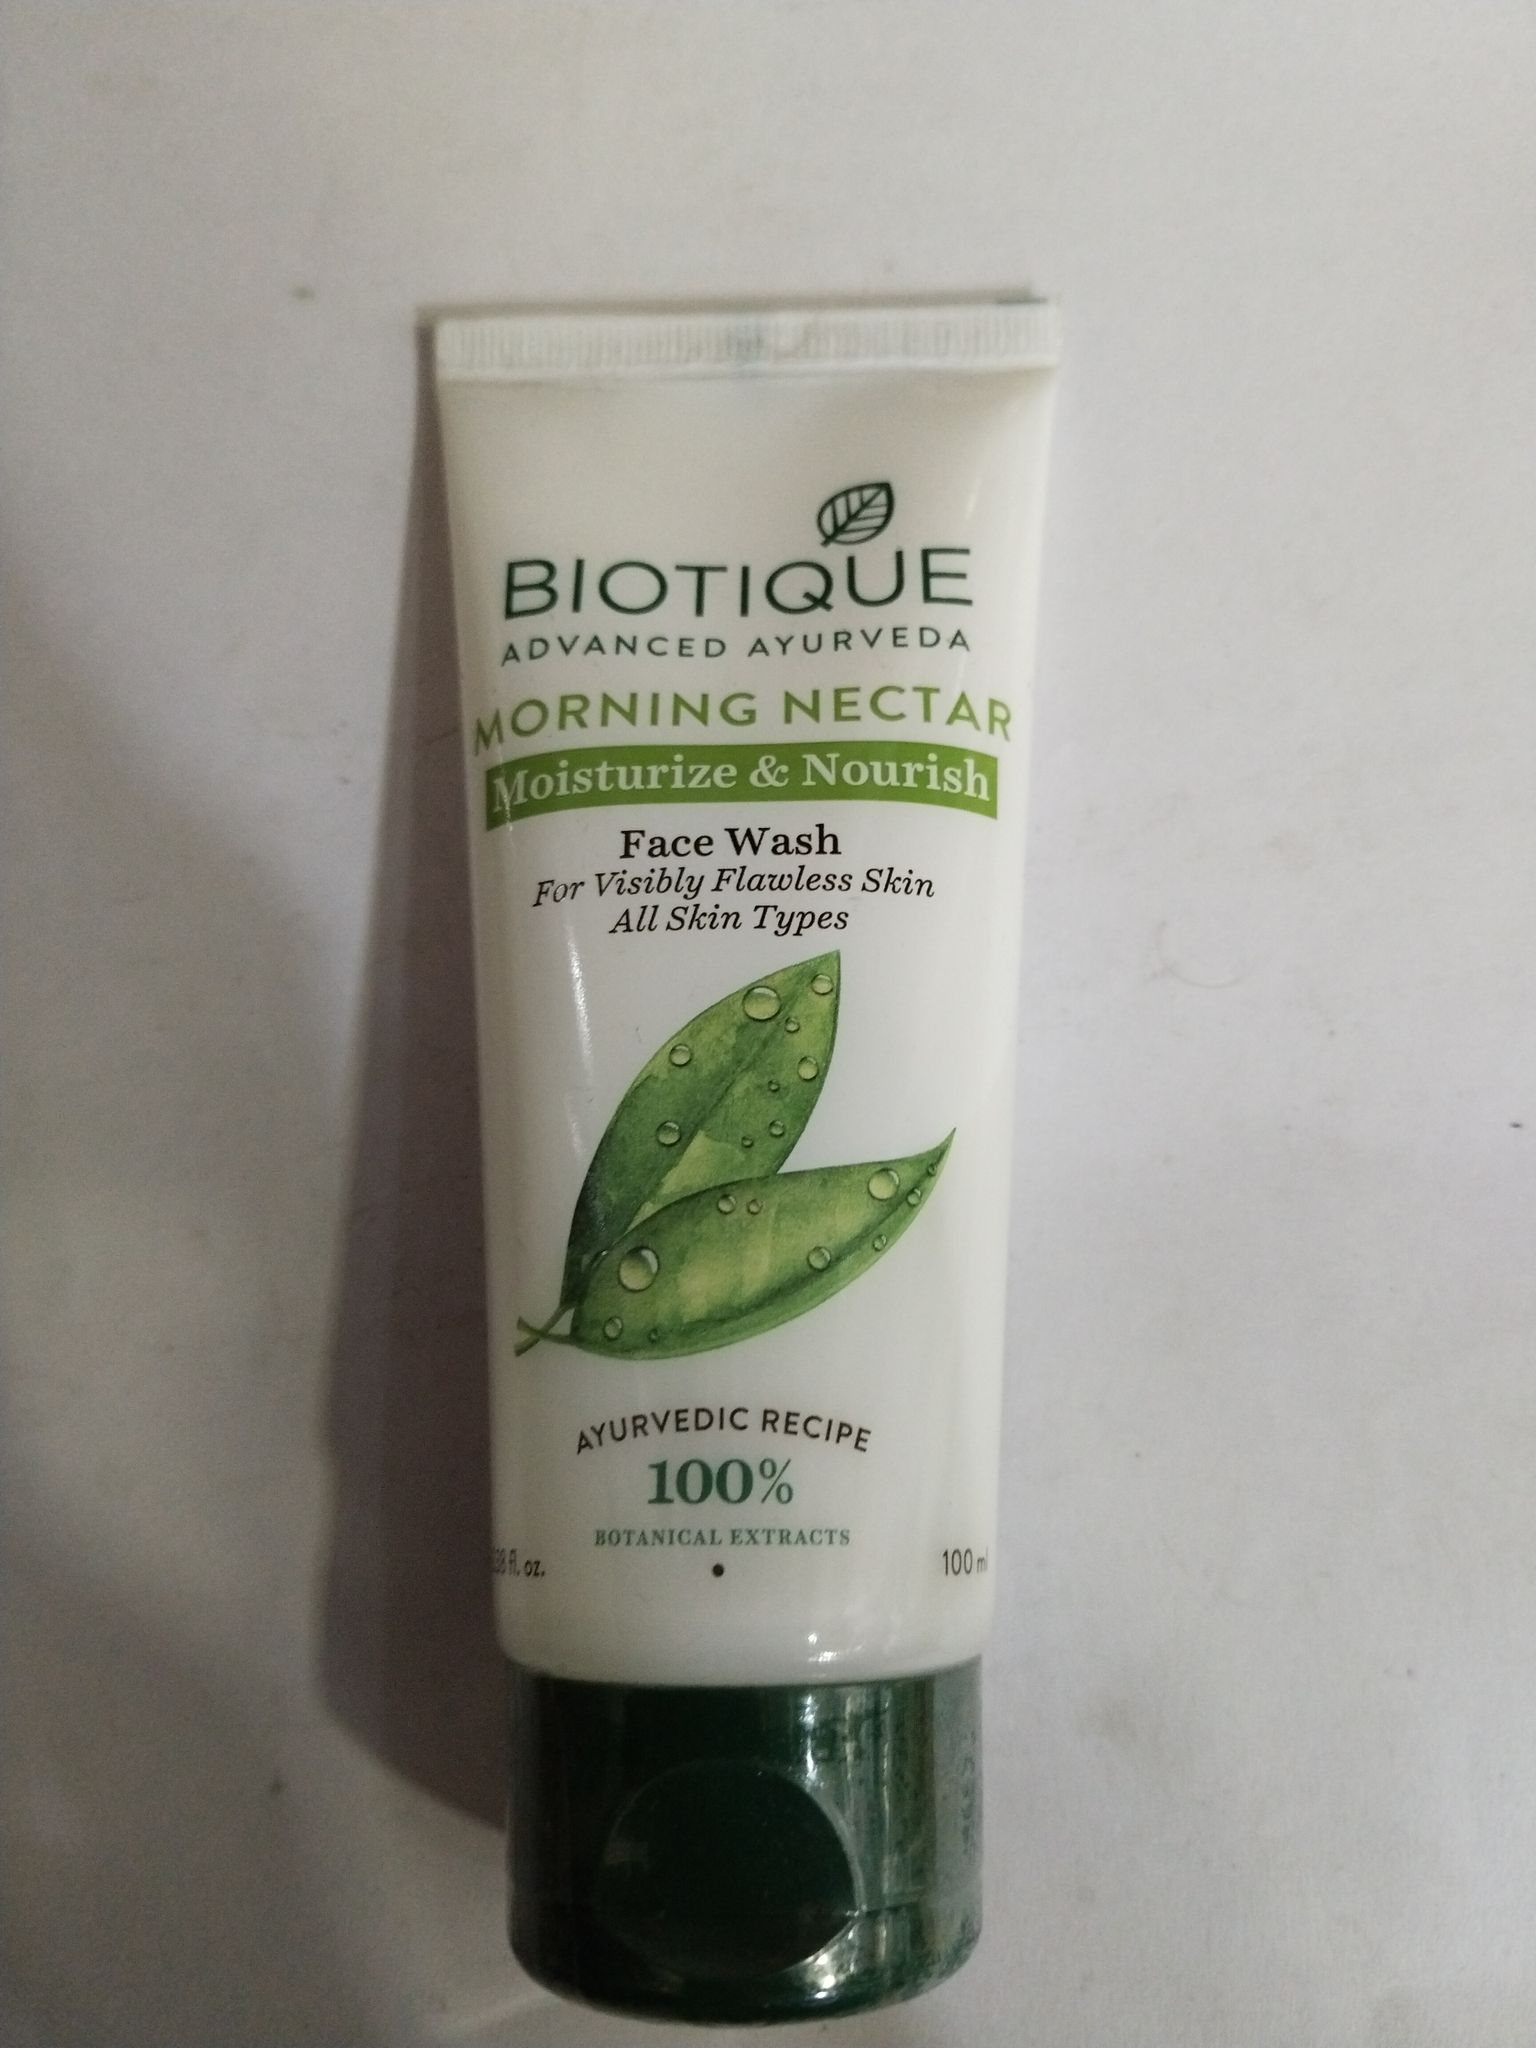 BIOTIQUE
ADVANCED AYURVEDA
MORNING NECTAR
Moisturize & Nourish
Face Wash
For Visibly Flawless Skin
All Skin Types
AYURVEDIC RECIPE
100%
BOTANICAL EXTRACTS
fl. oz. 100 ml